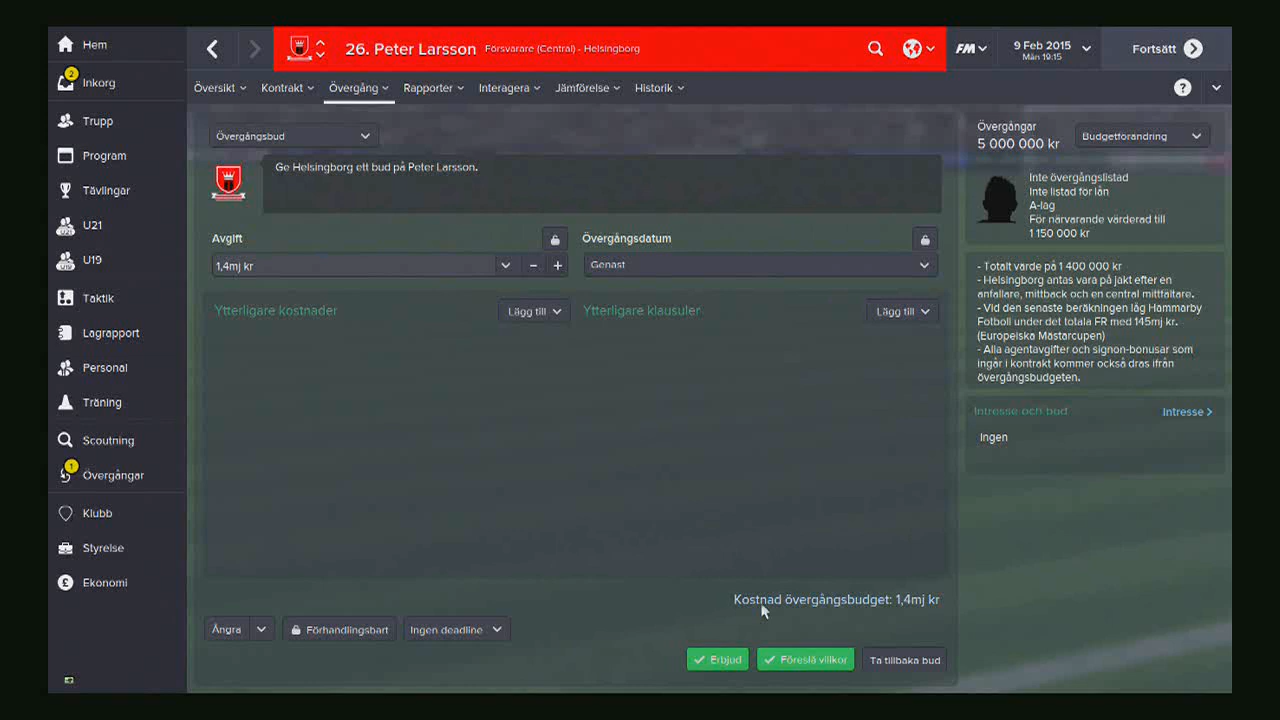 Hem
2
Inkorg
Trupp
Program
Tävlingar
U21
U19
Taktik
Lagrapport
Personal
Träning
Scoutning
1
Övergångar
Klubb
Styrelse
Ekonomi
26. Peter Larsson Försvarare (Central) - Helsingborg
FM
9 Feb 2015
Mån 19:15
Fortsätt
Översikt
Kontrakt
Övergång
Rapporter
Interagera
Jämförelse
Historik
?
Övergångsbud
Ge Helsingborg ett bud på Peter Larsson.
Avgift
Övergångsdatum
1,4mj kr
Genast
Ytterligare kostnader
Lägg till
Ytterligare klausuler
Lägg till
Kostnad övergångsbudget: 1,4mj kr
Ångra
Förhandlingsbart
Ingen deadline
Erbjud
Föreslå villkor
Ta tillbaka bud
Övergångar
5 000 000 kr
Budgetförändring
Inte övergångslistad
Inte listad för lån
A-lag
För närvarande värderad till
1 150 000 kr
- Totalt värde på 1 400 000 kr
- Helsingborg antas vara på jakt efter en
anfallare, mittback och en central mittfältare.
- Vid den senaste beräkningen låg Hammarby
Fotboll under det totala FR med 145mj kr.
(Europeiska Mästarcupen)
- Alla agentavgifter och signon-bonusar som
ingår i kontrakt kommer också dras ifrån
övergångsbudgeten.
Intresse och bud
Intresse >
Ingen